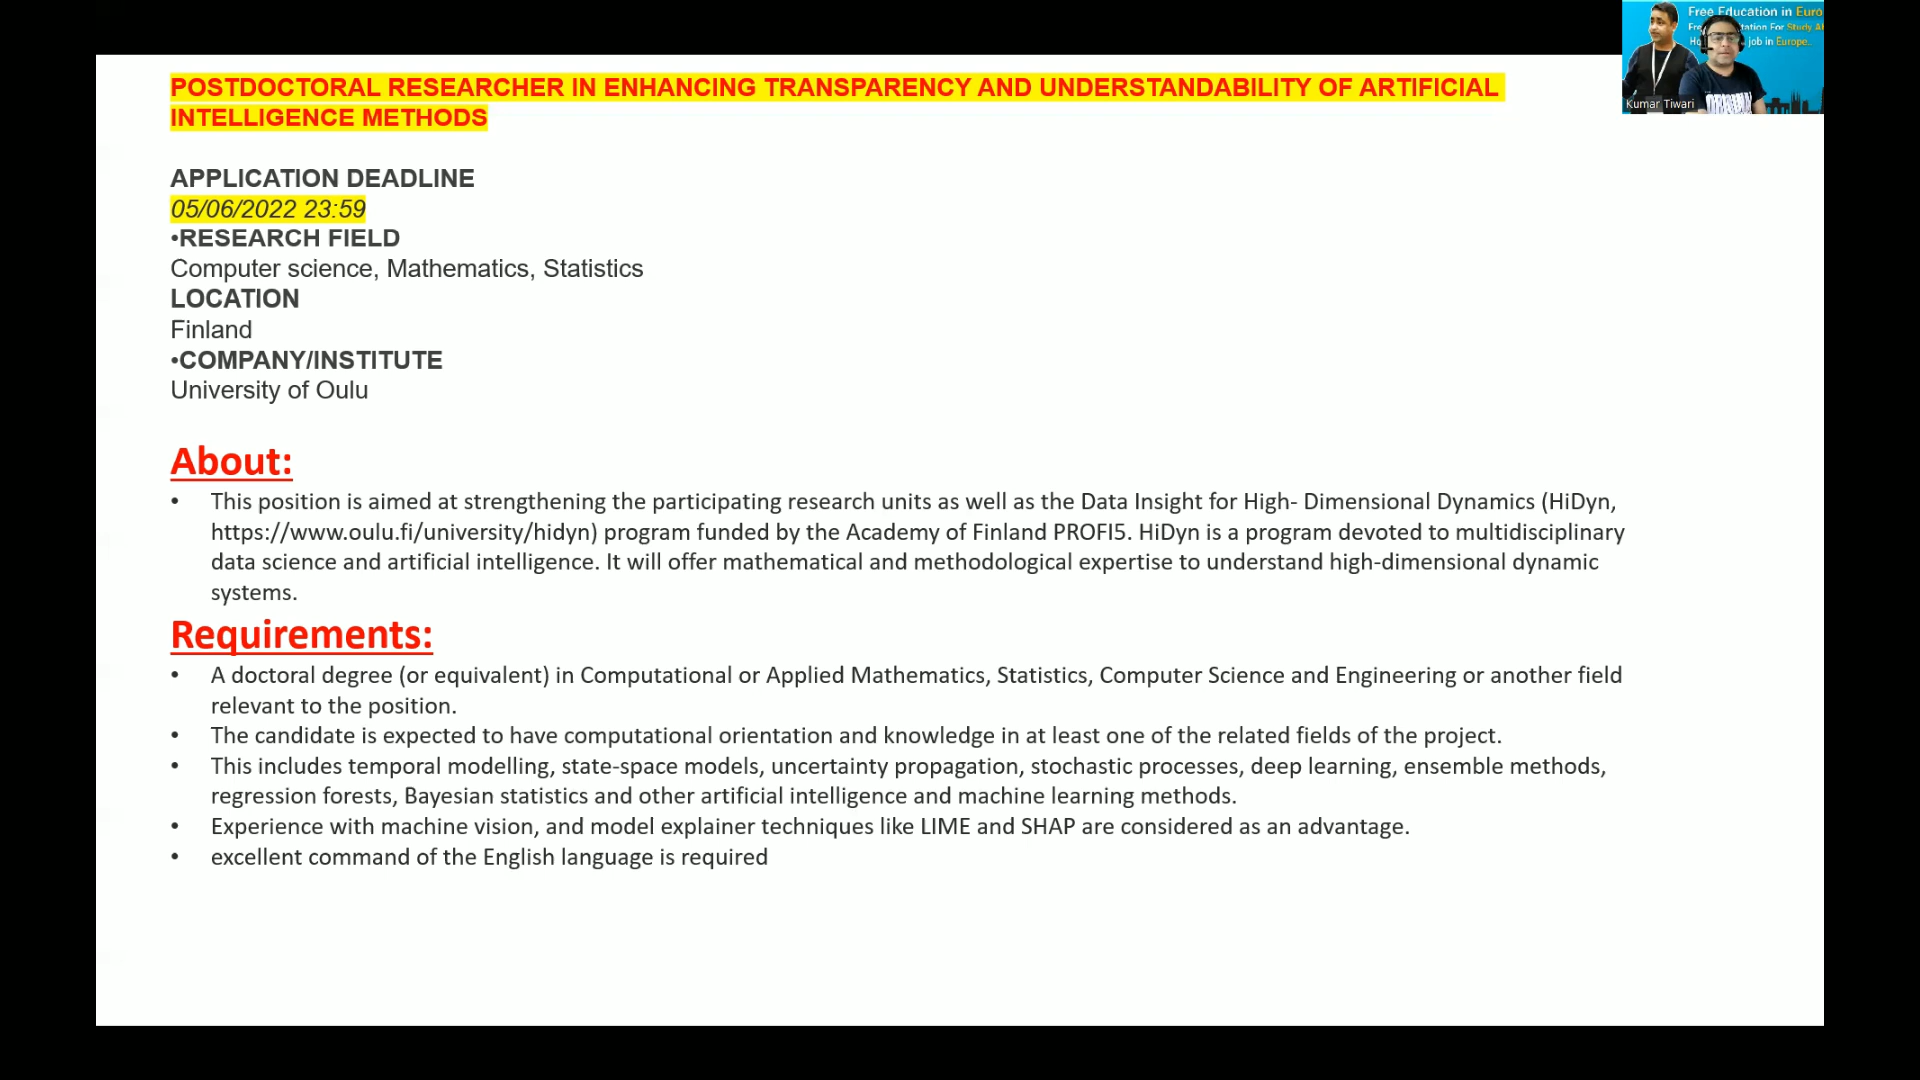 POSTDOCTORAL RESEARCHER IN ENHANCING TRANSPARENCY AND UNDERSTANDABILITY OF ARTIFICIAL
INTELLIGENCE METHODS
APPLICATION DEADLINE
05/06/2022 23:59
•RESEARCH FIELD
Computer science, Mathematics, Statistics
LOCATION
Finland
•COMPANY/INSTITUTE
University of Oulu
About:
• This position is aimed at strengthening the participating research units as well as the Data Insight for High- Dimensional Dynamics (HiDyn,
https://www.oulu.fi/university/hidyn) program funded by the Academy of Finland PROFI5. HiDyn is a program devoted to multidisciplinary
data science and artificial intelligence. It will offer mathematical and methodological expertise to understand high-dimensional dynamic
systems.
Requirements:
• A doctoral degree (or equivalent) in Computational or Applied Mathematics, Statistics, Computer Science and Engineering or another field
relevant to the position.
• The candidate is expected to have computational orientation and knowledge in at least one of the related fields of the project.
• This includes temporal modelling, state-space models, uncertainty propagation, stochastic processes, deep learning, ensemble methods,
regression forests, Bayesian statistics and other artificial intelligence and machine learning methods.
• Experience with machine vision, and model explainer techniques like LIME and SHAP are considered as an advantage.
• excellent command of the English language is required
Free Education in Euro
tation For Study A
job in Europe.
Kumar Tiwari